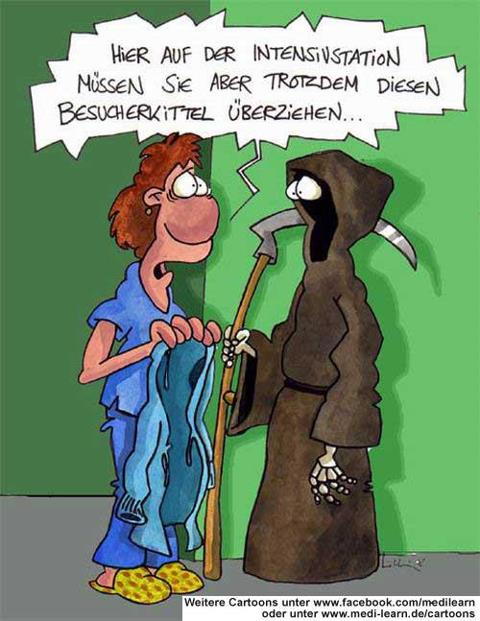 HIER AUF DER INTENSIVSTATION
MÜSSEN SIE ABER TROTZDEM DIESEN
BESUCHERKITTEL ÜBERZIEHEN...
Weitere Cartoons unter www.facebook.com/medilearn
oder unter www.medi-learn.de/cartoons